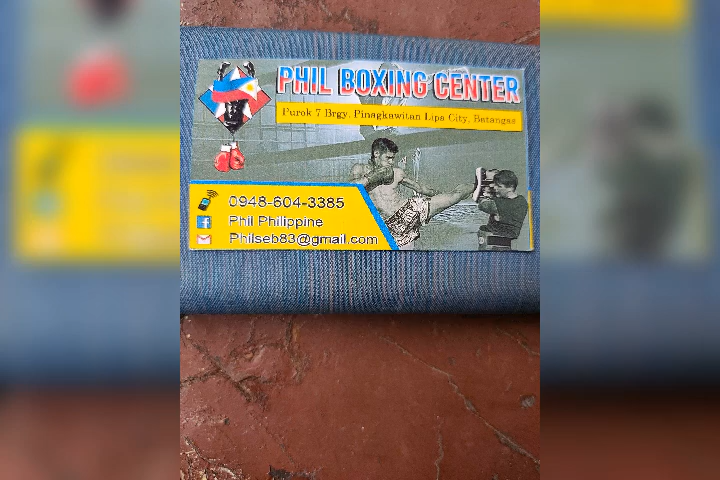 PHIL BOXING CENTER
Purok 7 Brgy. Pinagkawitan Lipa City, Batangas
0948-604-3385
Phil Philippine
Philseb83@gmail.com